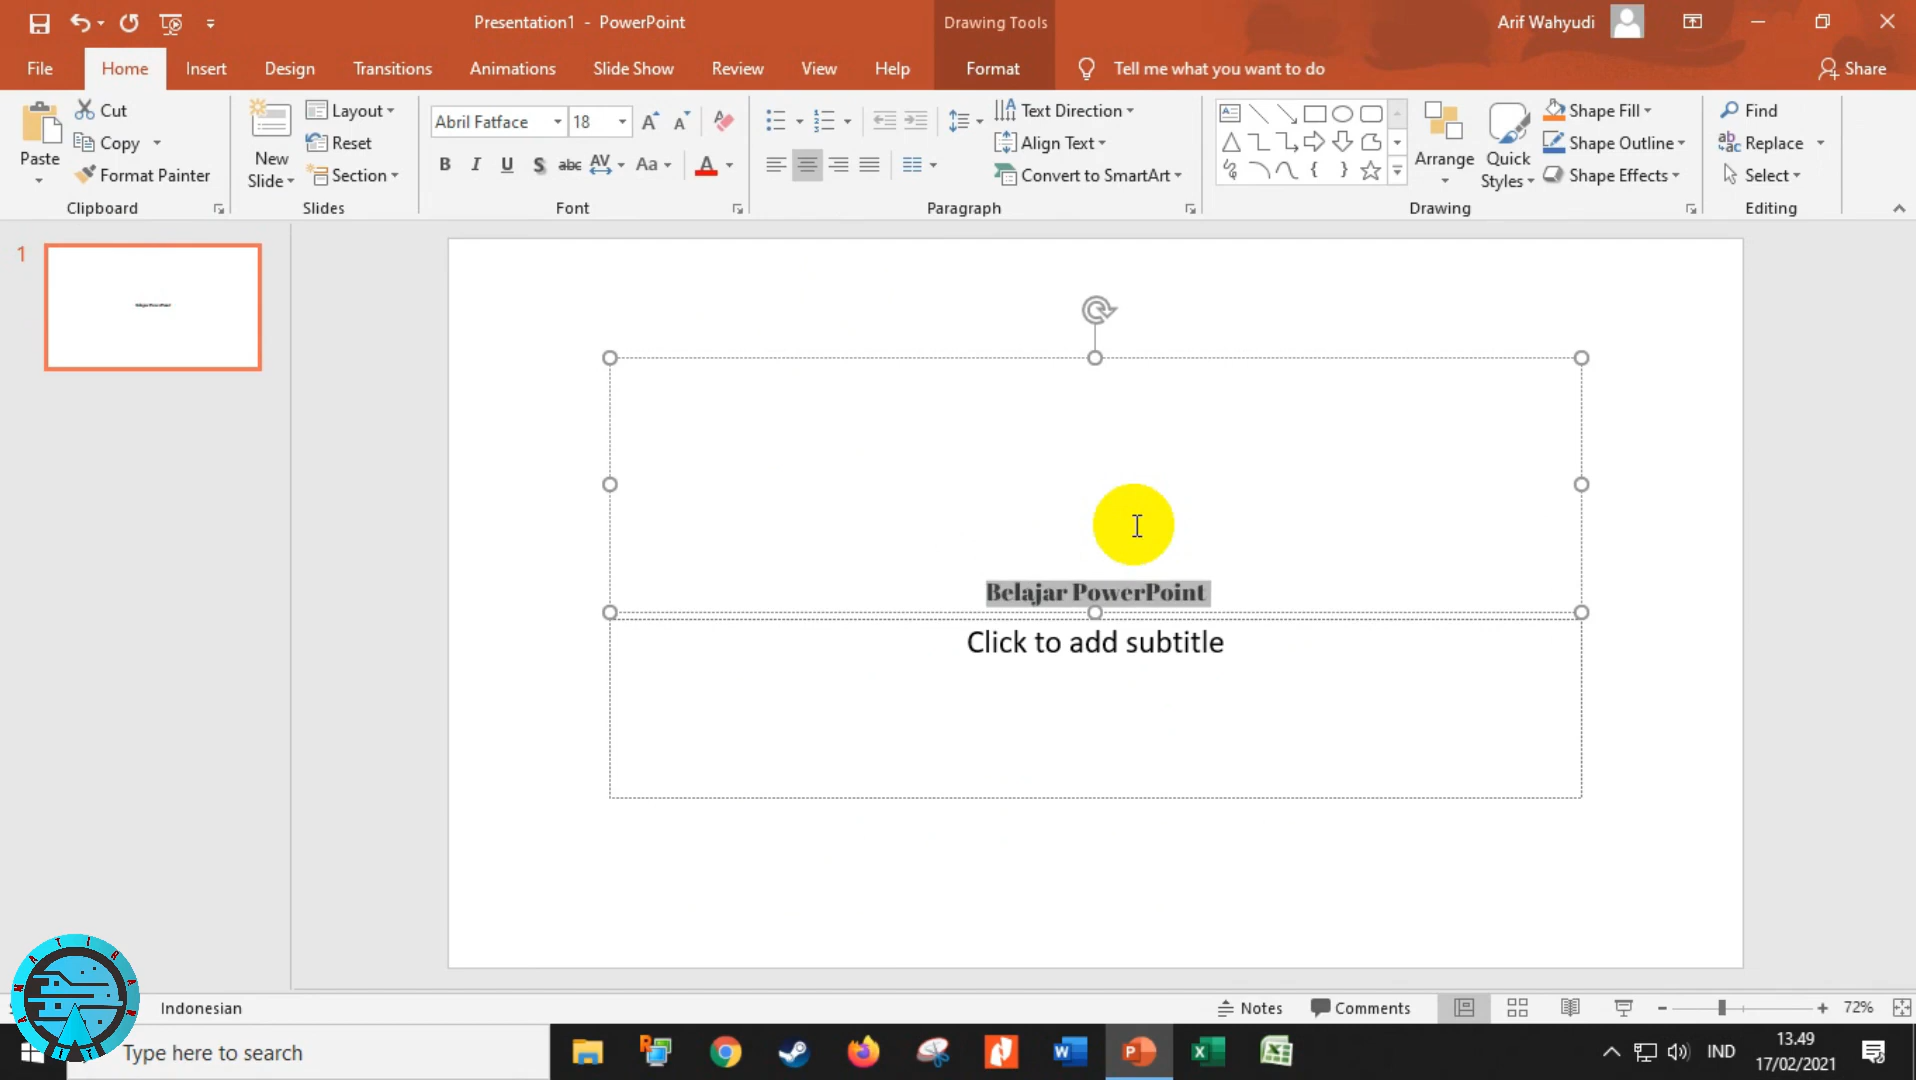 Presentation1 - PowerPoint
Drawing Tools
Arif Wahyudi
File
Home
Insert
Design
Transitions
Animations
Slide Show
Review
View
Help
Format
Tell me what you want to do
Share
Paste
Cut
Copy
Format Painter
Clipboard
New
Slide
Layout
Reset
Section
Slides
Abril Fatface
18
B I U S abc AV Aa A
Font
Text Direction
Align Text
Convert to SmartArt
Paragraph
Arrange
Quick
Styles
Shape Fill
Shape Outline
Shape Effects
Drawing
Find
Replace
Select
Editing
1
Belajar PowerPoint
Belajar PowerPoint
Click to add subtitle
Indonesian
Notes
Comments
72%
Type here to search
IND
13.49
17/02/2021